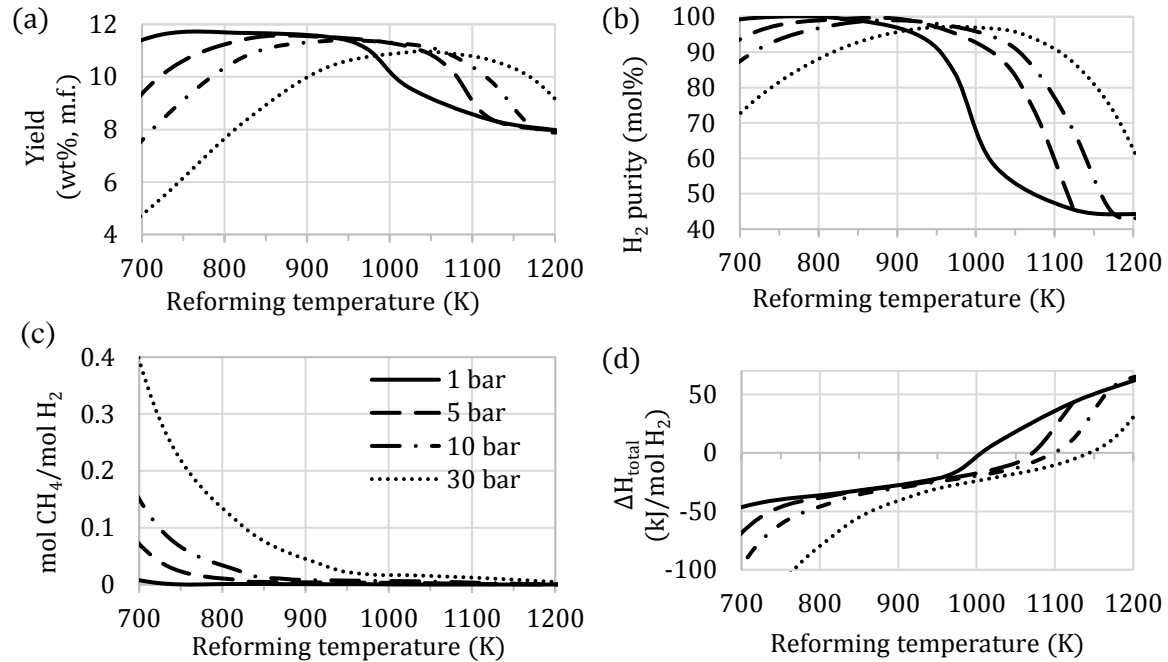 (a)
12
10
8
6
4
Yield
(wt%, m.f.)
700 800 900 1000 1100 1200
Reforming temperature (K)
(b)
100
90
80
70
60
50
40
H₂ purity (mol%)
700 800 900 1000 1100 1200
Reforming temperature (K)
(c)
0.4
0.3
0.2
0.1
0
mol CH₄/mol H₂
1 bar
5 bar
10 bar
30 bar
700 800 900 1000 1100 1200
Reforming temperature (K)
(d)
50
0
-50
-100
ΔH_total
(kJ/mol H₂)
700 800 900 1000 1100 1200
Reforming temperature (K)